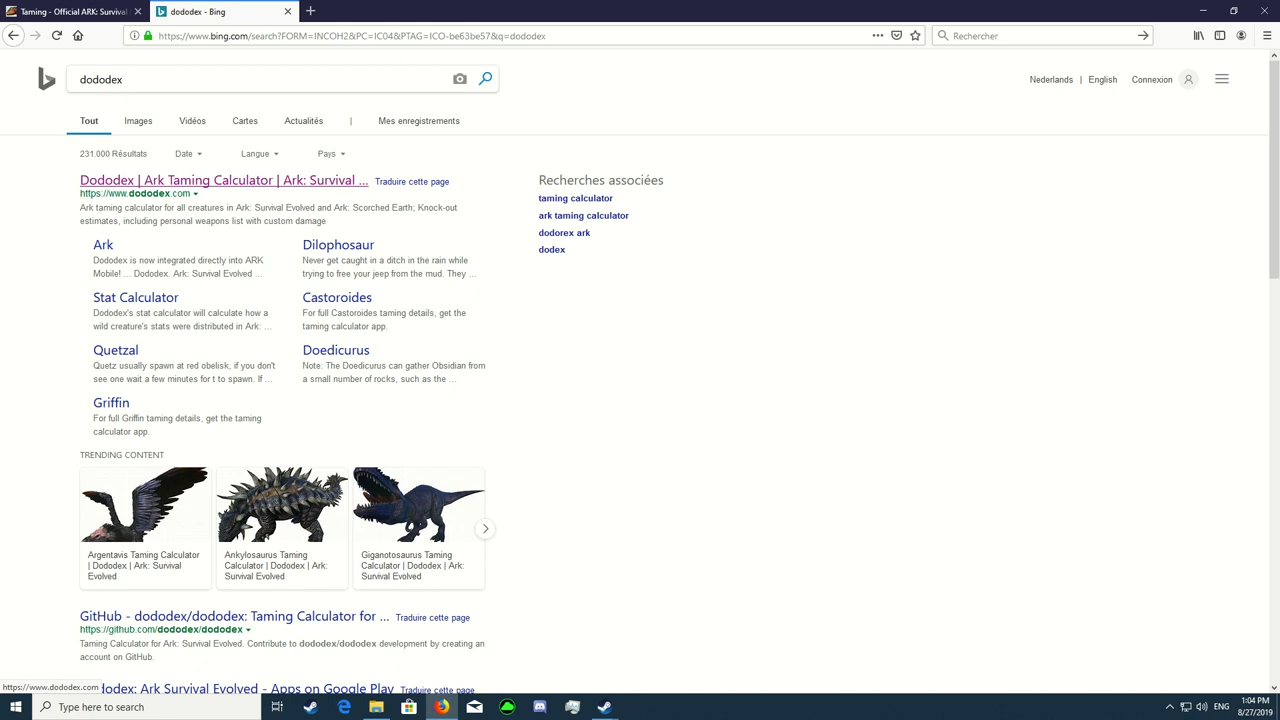 Taming - Official ARK: Survival
dododex - Bing
https://www.bing.com/search?FORM=INCOH2&PC=IC04&PTAG=ICO-be63be57&q=dododex
Rechercher
dododex
Nederlands | English Connexion
Tout Images Vidéos Cartes Actualités | Mes enregistrements
231.000 Résultats Date Langue Pays
Dododex | Ark Taming Calculator | Ark: Survival ... Traduire cette page
https://www.dododex.com
Ark taming calculator for all creatures in Ark: Survival Evolved and Ark: Scorched Earth; Knock-out
estimates, including personal weapons list with custom damage
Ark
Dododex is now integrated directly into ARK
Mobile! ... Dododex. Ark: Survival Evolved ...
Dilophosaur
Never get caught in a ditch in the rain while
trying to free your jeep from the mud. They ...
Stat Calculator
Dododex's stat calculator will calculate how a
wild creature's stats were distributed in Ark: ...
Castoroides
For full Castoroides taming details, get the
taming calculator app.
Quetzal
Quetz usually spawn at red obelisk, if you don't
see one wait a few minutes for t to spawn. If ...
Doedicurus
Note: The Doedicurus can gather Obsidian from
a small number of rocks, such as the ...
Griffin
For full Griffin taming details, get the taming
calculator app.
TRENDING CONTENT
Argentavis Taming Calculator
| Dododex | Ark: Survival
Evolved
Ankylosaurus Taming
Calculator | Dododex | Ark:
Survival Evolved
Giganotosaurus Taming
Calculator | Dododex | Ark:
Survival Evolved
GitHub - dododex/dododex: Taming Calculator for ... Traduire cette page
https://github.com/dododex/dododex
Taming Calculator for Ark: Survival Evolved. Contribute to dododex/dododex development by creating an
account on GitHub.
dodex: Ark Survival Evolved - Apps on Google Play Traduire cette page
Recherches associées
taming calculator
ark taming calculator
dodorex ark
dodex
https://www.dododex.com
Type here to search
ENG
1:04 PM
8/27/2019